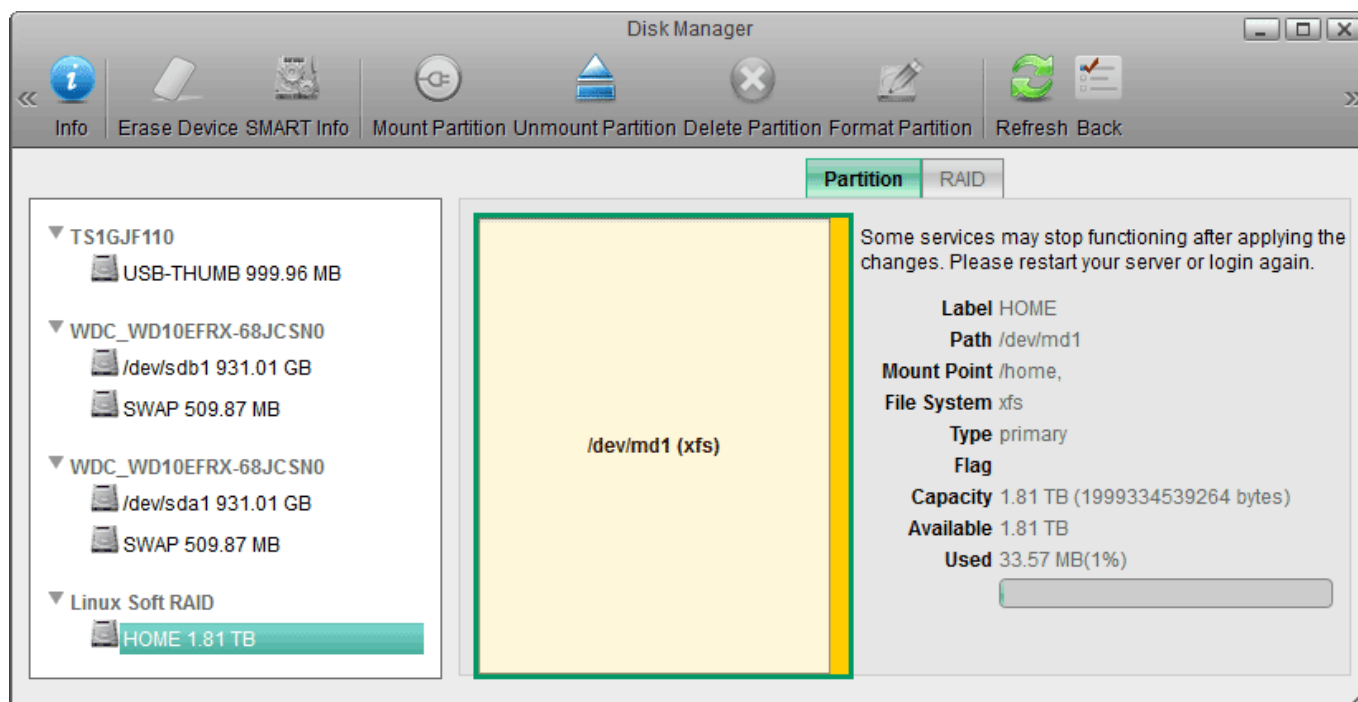 Disk Manager
Info Erase Device SMART Info Mount Partition Unmount Partition Delete Partition Format Partition Refresh Back
Partition RAID
TS1GJF110
USB-THUMB 999.96 MB
WDC_WD10EFRX-68JCSN0
/dev/sdb1 931.01 GB
SWAP 509.87 MB
WDC_WD10EFRX-68JCSN0
/dev/sda1 931.01 GB
SWAP 509.87 MB
Linux Soft RAID
HOME 1.81 TB
/dev/md1 (xfs)
Some services may stop functioning after applying the
changes. Please restart your server or login again.
Label HOME
Path /dev/md1
Mount Point /home,
File System xfs
Type primary
Flag
Capacity 1.81 TB (1999334539264 bytes)
Available 1.81 TB
Used 33.57 MB(1%)